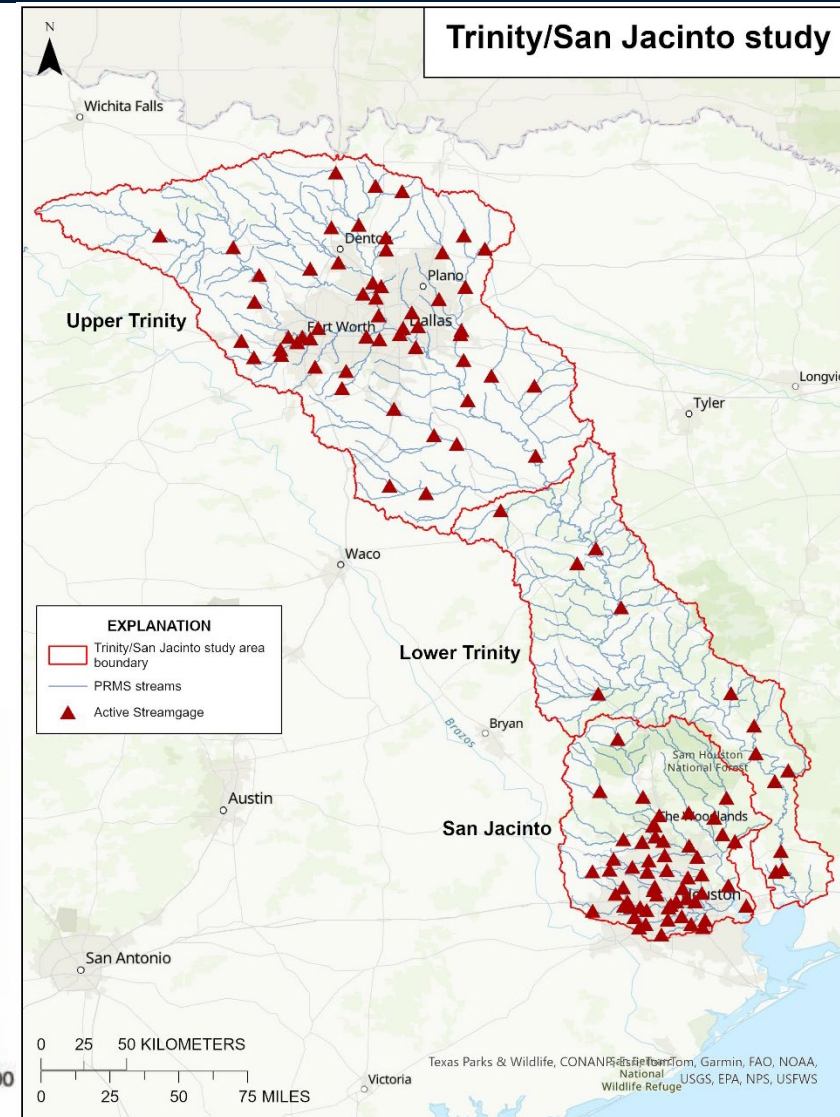 Trinity/San Jacinto study
N
Wichita Falls
Plano
Upper Trinity
Fort Worth
Dallas
Longvi
Tyler
Waco
EXPLANATION
Trinity/San Jacinto study area
boundary
PRMS streams
Active Streamgage
Lower Trinity
Brazos
Bryan
Sam Houston
National Forest
Austin
San Jacinto
The Woodlands
San Antonio
0 25 50 KILOMETERS
0 25 50 75 MILES
Victoria
Texas Parks & Wildlife, CONANP, Esri, TomTom, Garmin, FAO, NOAA,
USGS, EPA, NPS, USFWS
National
Wildlife Refuge
00